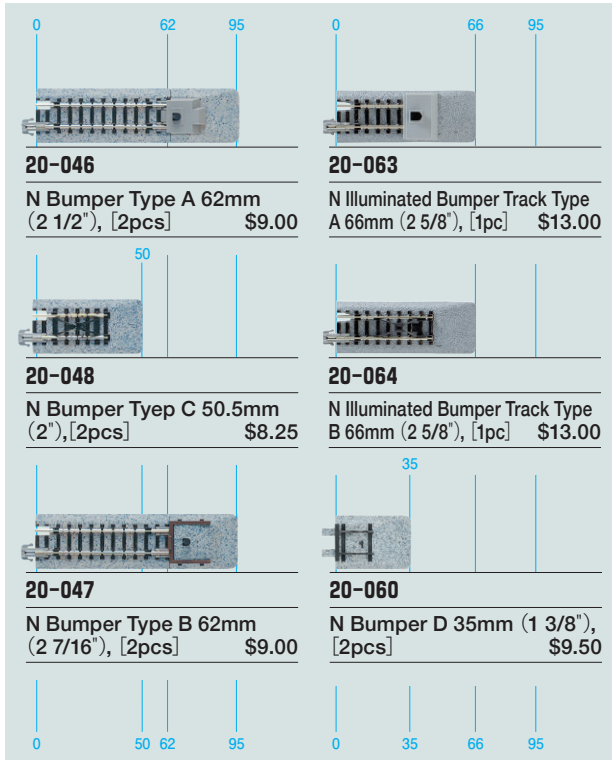 0 62 95
20-046
N Bumper Type A 62mm
(2 1/2"), [2pcs] $9.00
0 66 95
20-063
N Illuminated Bumper Track Type
A 66mm (2 5/8"), [1pc] $13.00
50
20-048
N Bumper Tyep C 50.5mm
(2"),[2pcs] $8.25
20-064
N Illuminated Bumper Track Type
B 66mm (2 5/8"), [1pc] $13.00
20-047
N Bumper Type B 62mm
(2 7/16"), [2pcs] $9.00
35
20-060
N Bumper D 35mm (1 3/8"),
[2pcs] $9.50
0 50 62 95
0 35 66 95